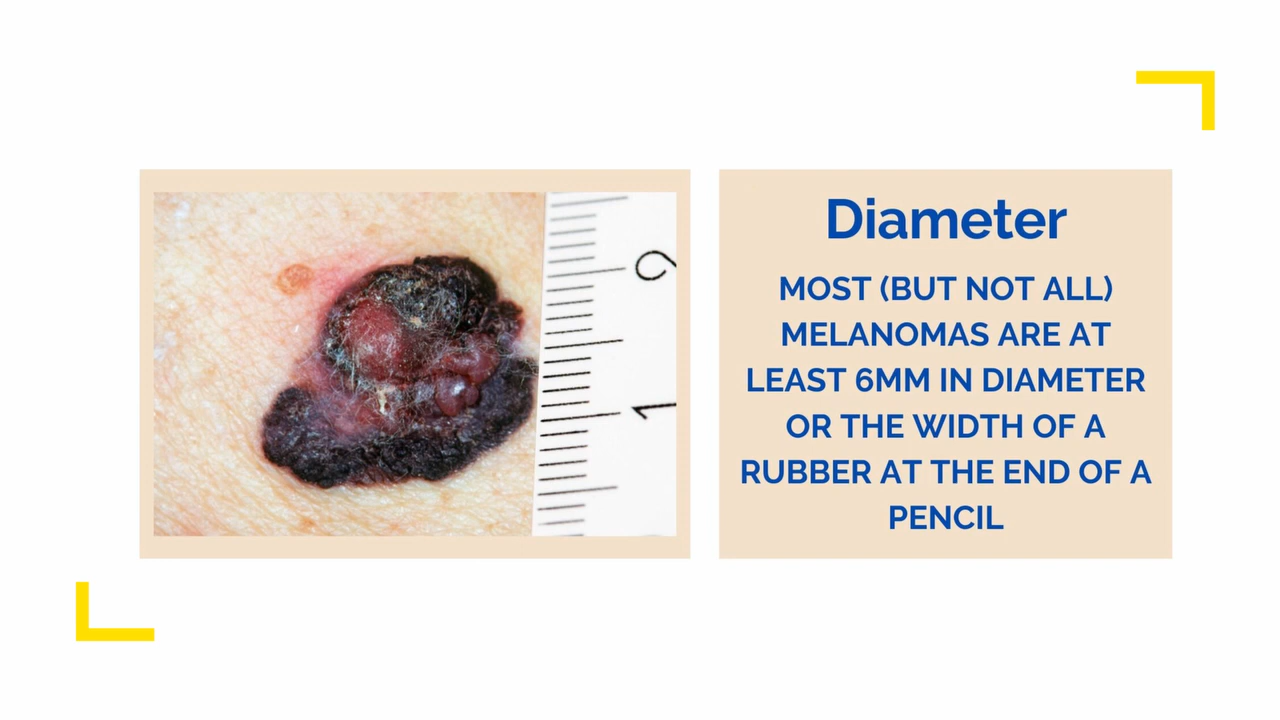 2
1
Diameter
MOST (BUT NOT ALL)
MELANOMAS ARE AT
LEAST 6MM IN DIAMETER
OR THE WIDTH OF A
RUBBER AT THE END OF A
PENCIL